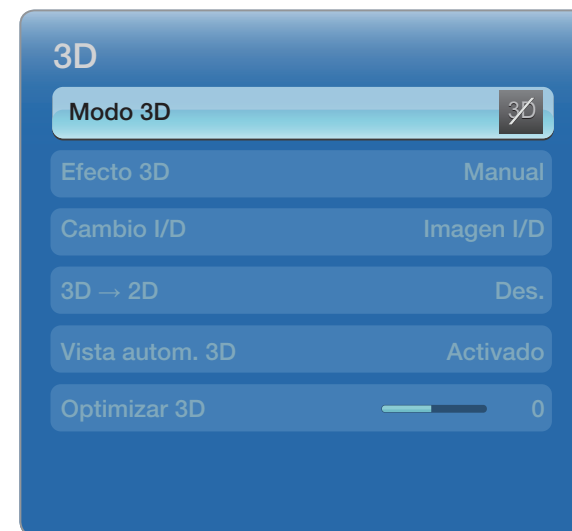 3D
Modo 3D 3D
Efecto 3D Manual
Cambio I/D Imagen I/D
3D → 2D Des.
Vista autom. 3D Activado
Optimizar 3D 0